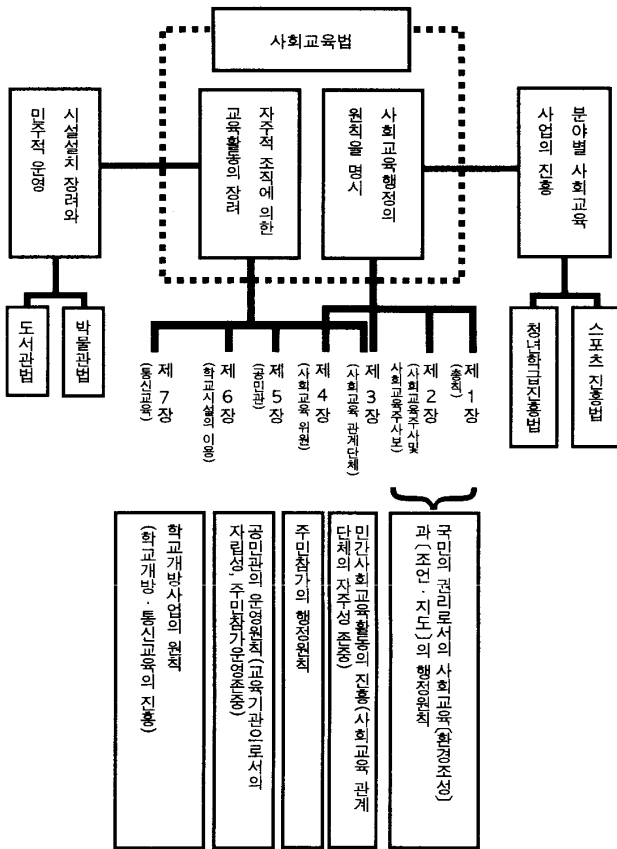 사회교육법
시설설치 장려와
민주적 운영
자주적 조직에 의한
교육활동의 장려
사회교육행정의
원칙을 명시
분야별 사회교육
사업의 진흥
도서관법
박물관법
청년학급진흥법
스포츠 진흥법
제 7장
(통신교육)
제 6장
(학교시설의 이용)
제 5장
(공민관)
제 4장
(사회교육 위원)
제 3장
(사회교육 관계단체)
제 2장
(사회교육주사및
사회교육주사보)
제 1장
(총칙)
학교개방사업의 원칙
(학교개방·통신교육의 진흥)
공민관의 운영원칙(교육기관으로서의
자립성, 주민참가운영존중)
주민참가의 행정원칙
민간사회교육활동의 진흥(사회교육 관계
단체의 자주성 존중)
국민의 권리로서의 사회교육〔환경조성〕
과〔조언·지도〕의 행정원칙